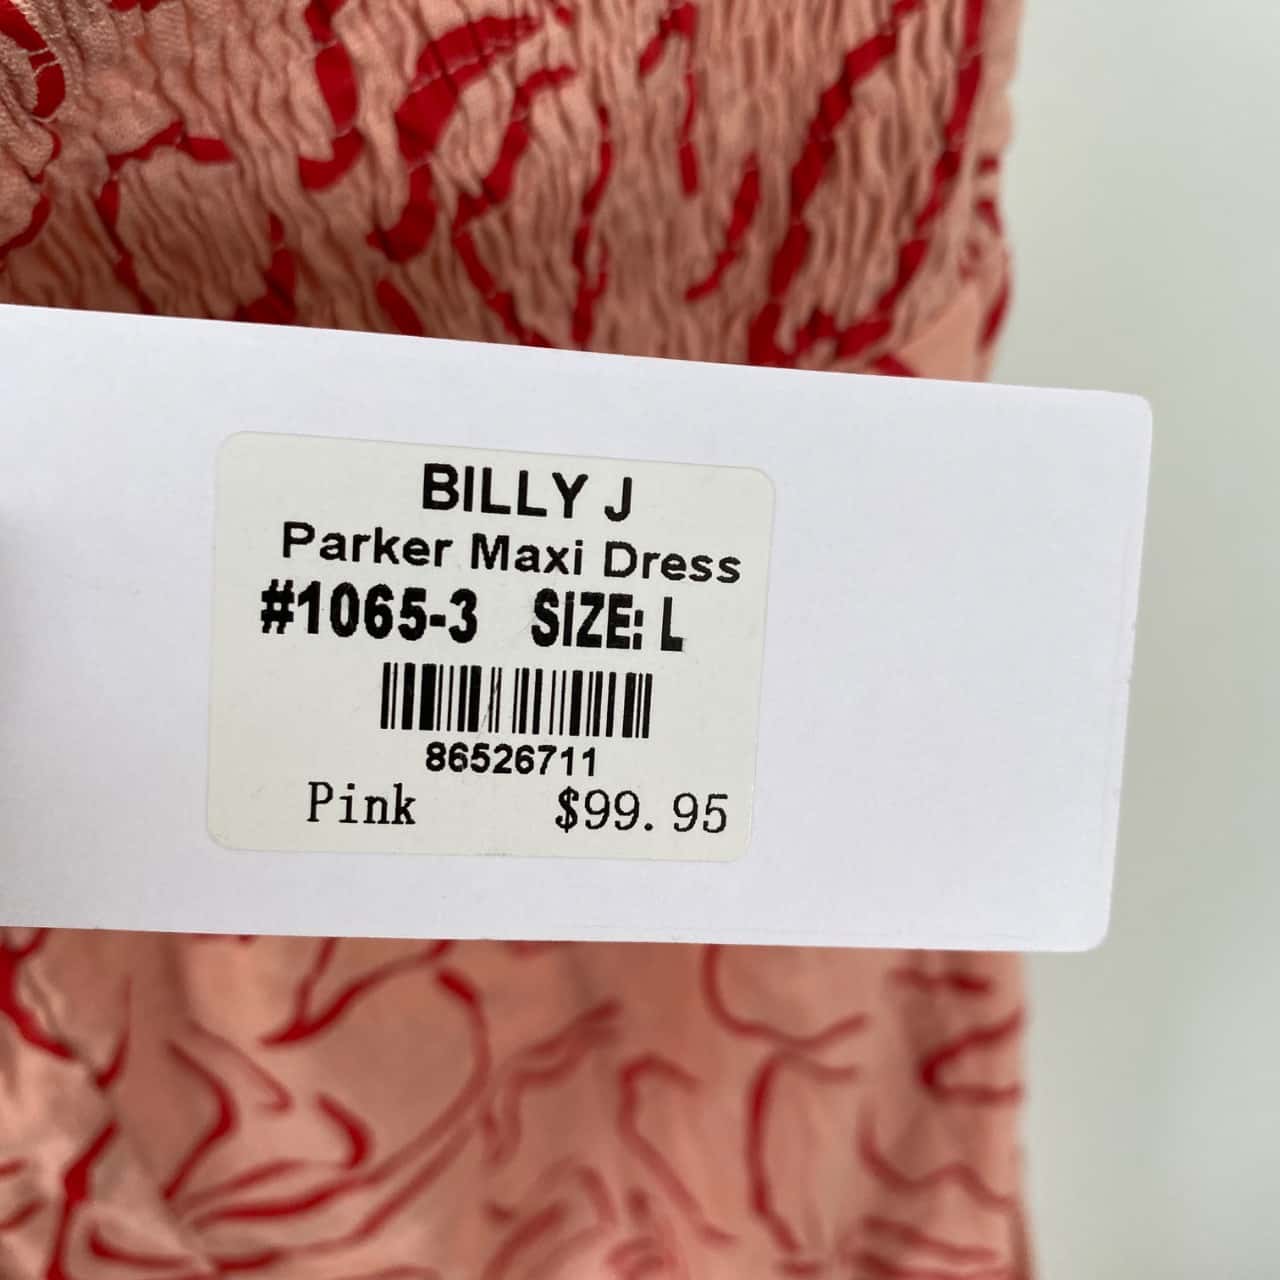 BILLY J
Parker Maxi Dress
#1065-3 SIZE: L
86526711
Pink $99.95